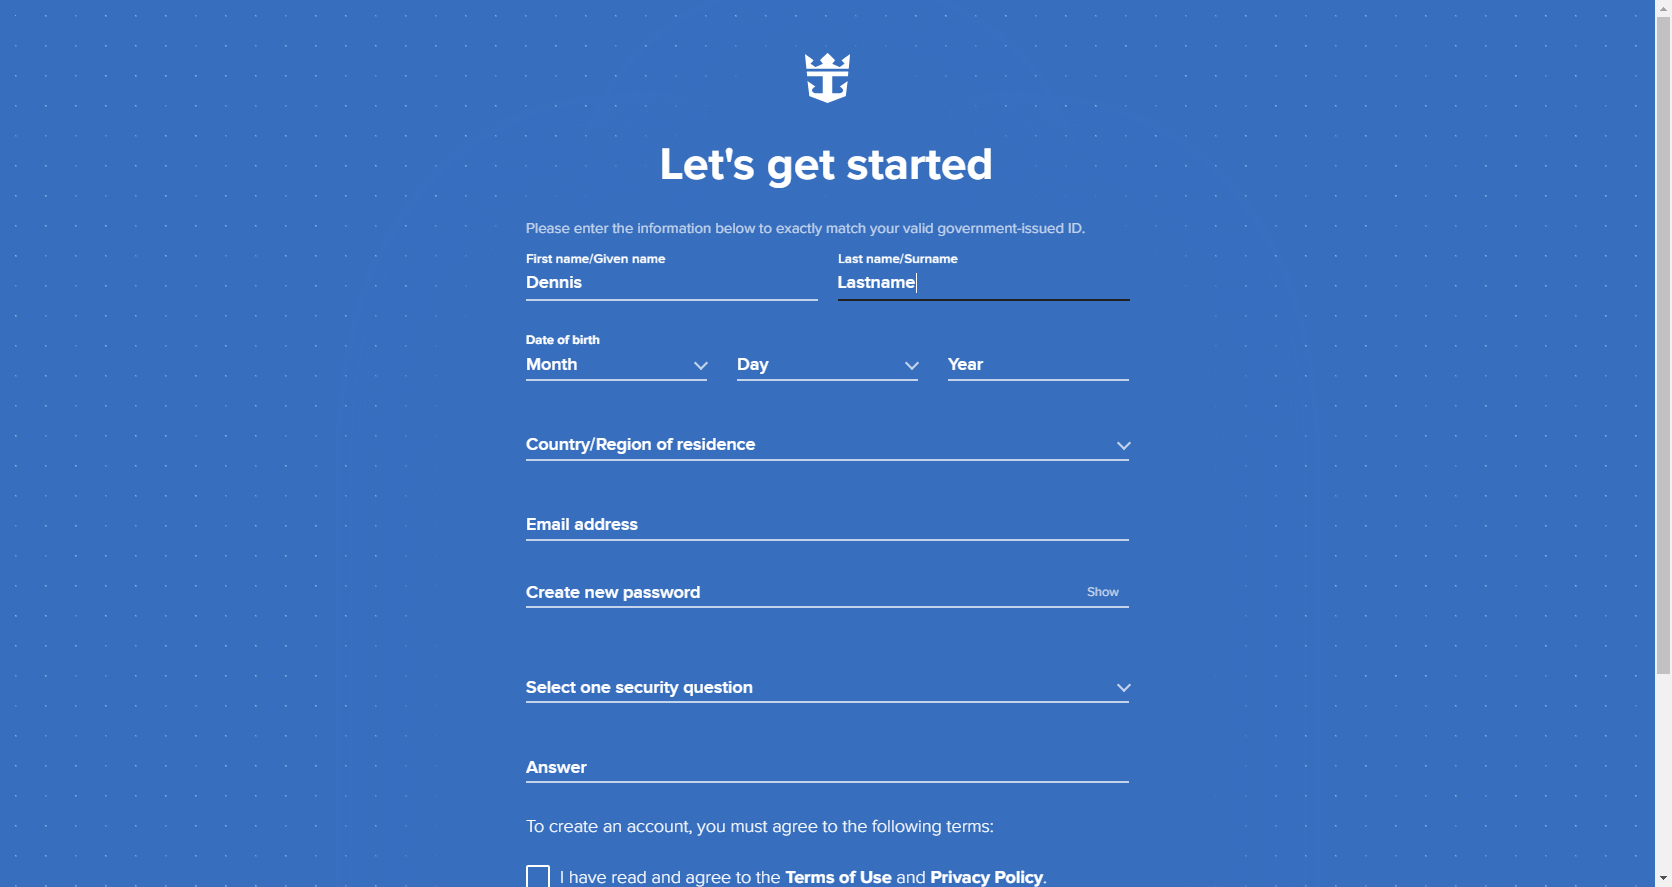 Let's get started
Please enter the information below to exactly match your valid government-issued ID.
First name/Given name Last name/Surname
Dennis Lastname
Date of birth
Month Day Year
Country/Region of residence
Email address
Create new password Show
Select one security question
Answer
To create an account, you must agree to the following terms:
I have read and agree to the Terms of Use and Privacy Policy.